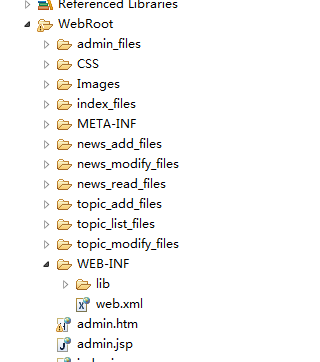 Referenced Libraries
WebRoot
admin_files
CSS
Images
index_files
META-INF
news_add_files
news_modify_files
news_read_files
topic_add_files
topic_list_files
topic_modify_files
WEB-INF
lib
web.xml
admin.htm
admin.jsp